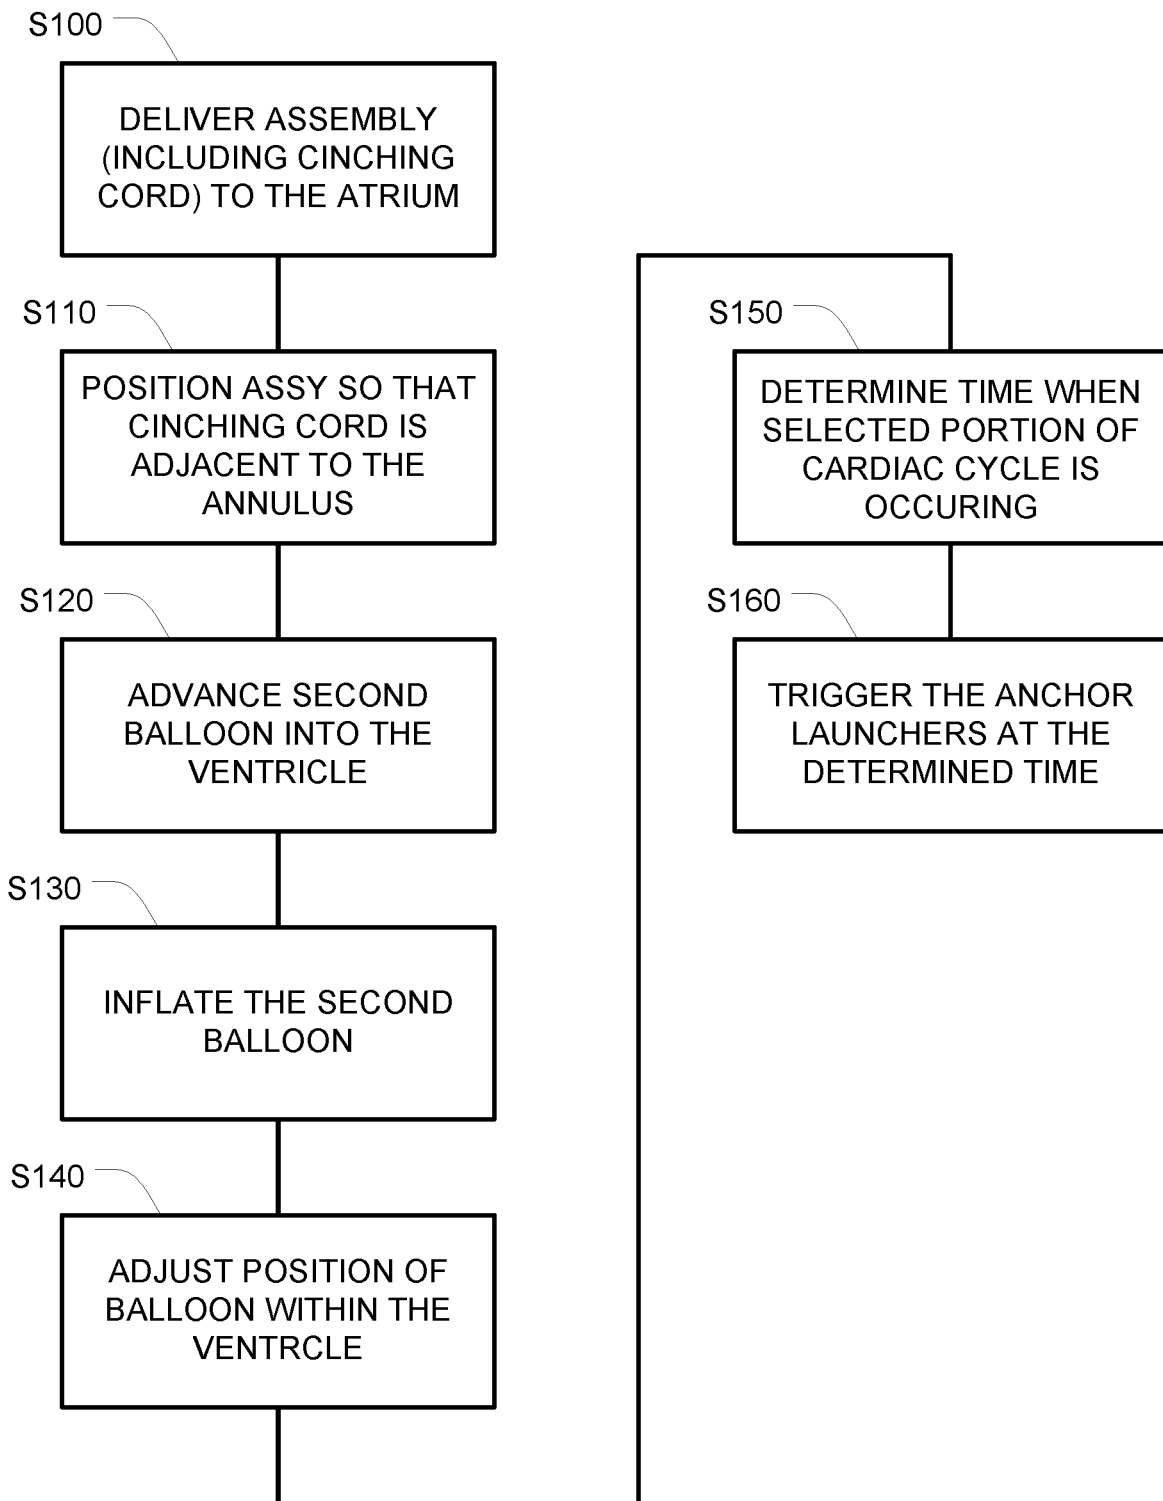 S100
DELIVER ASSEMBLY
(INCLUDING CINCHING
CORD) TO THE ATRIUM
S110
POSITION ASSY SO THAT
CINCHING CORD IS
ADJACENT TO THE
ANNULUS
S120
ADVANCE SECOND
BALLOON INTO THE
VENTRICLE
S130
INFLATE THE SECOND
BALLOON
S140
ADJUST POSITION OF
BALLOON WITHIN THE
VENTRCLE
S150
DETERMINE TIME WHEN
SELECTED PORTION OF
CARDIAC CYCLE IS
OCCURING
S160
TRIGGER THE ANCHOR
LAUNCHERS AT THE
DETERMINED TIME